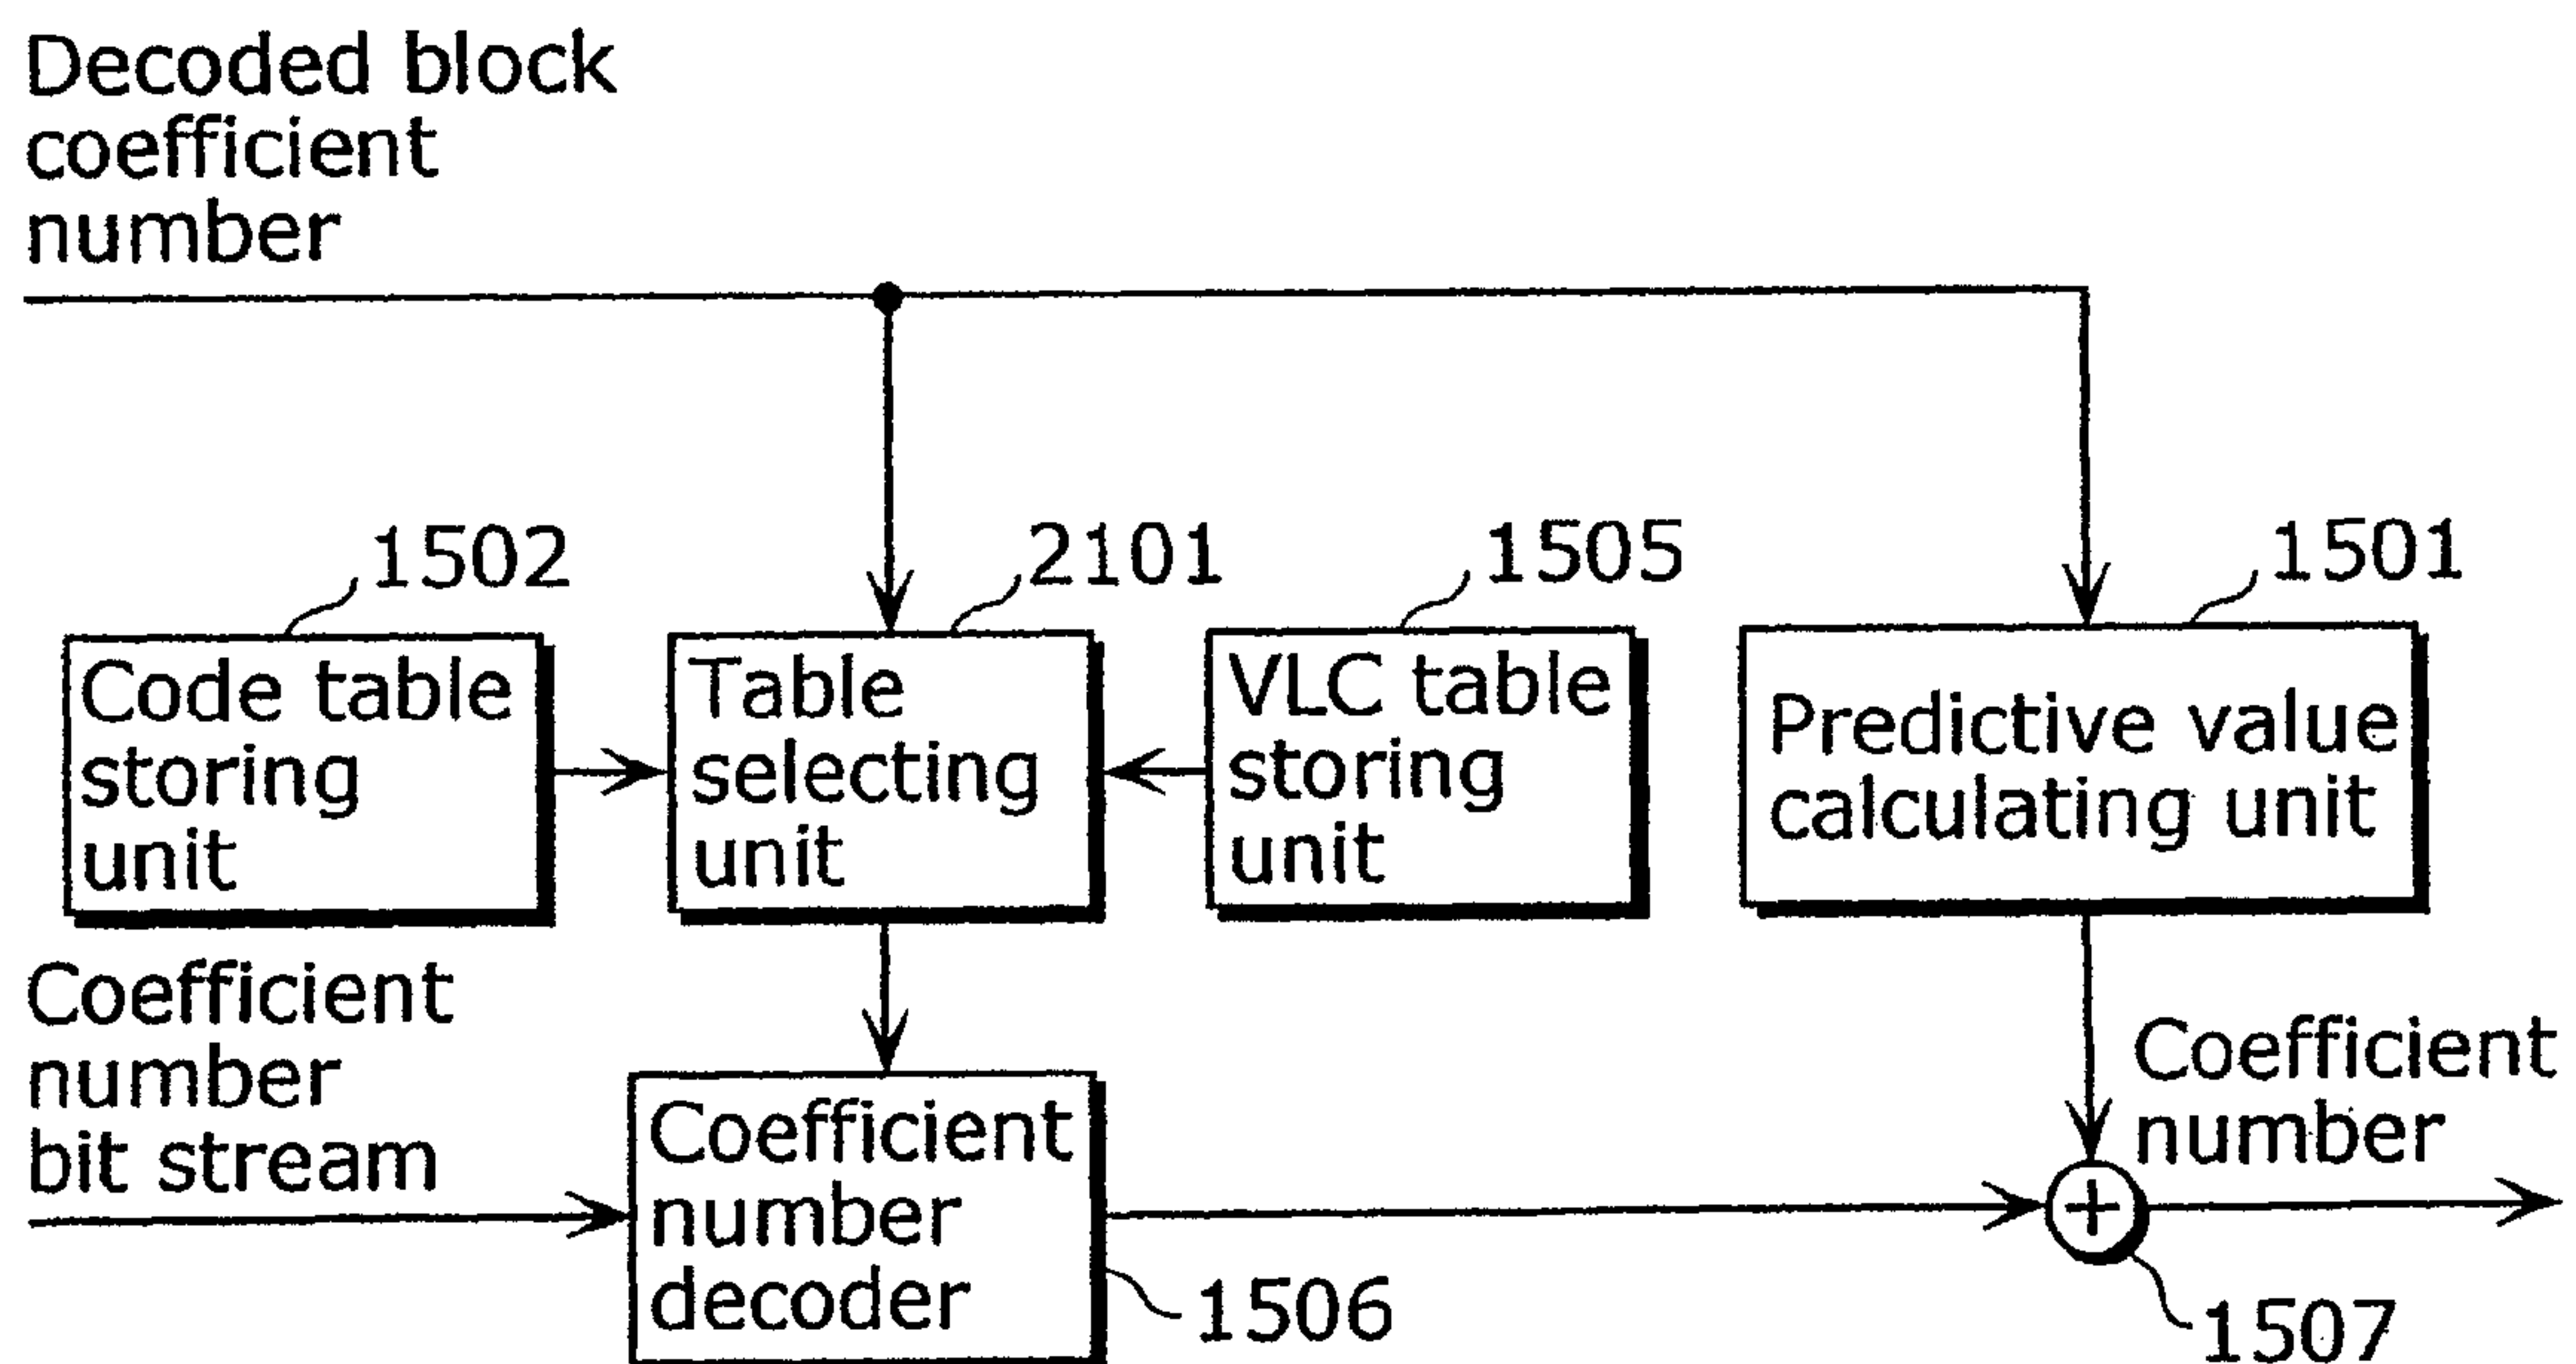 Decoded block
coefficient
number
1502
2101
1505
1501
Code table
storing
unit
Table
selecting
unit
VLC table
storing
unit
Predictive value
calculating unit
Coefficient
number
bit stream
Coefficient
number
decoder
1506
Coefficient
number
+
1507